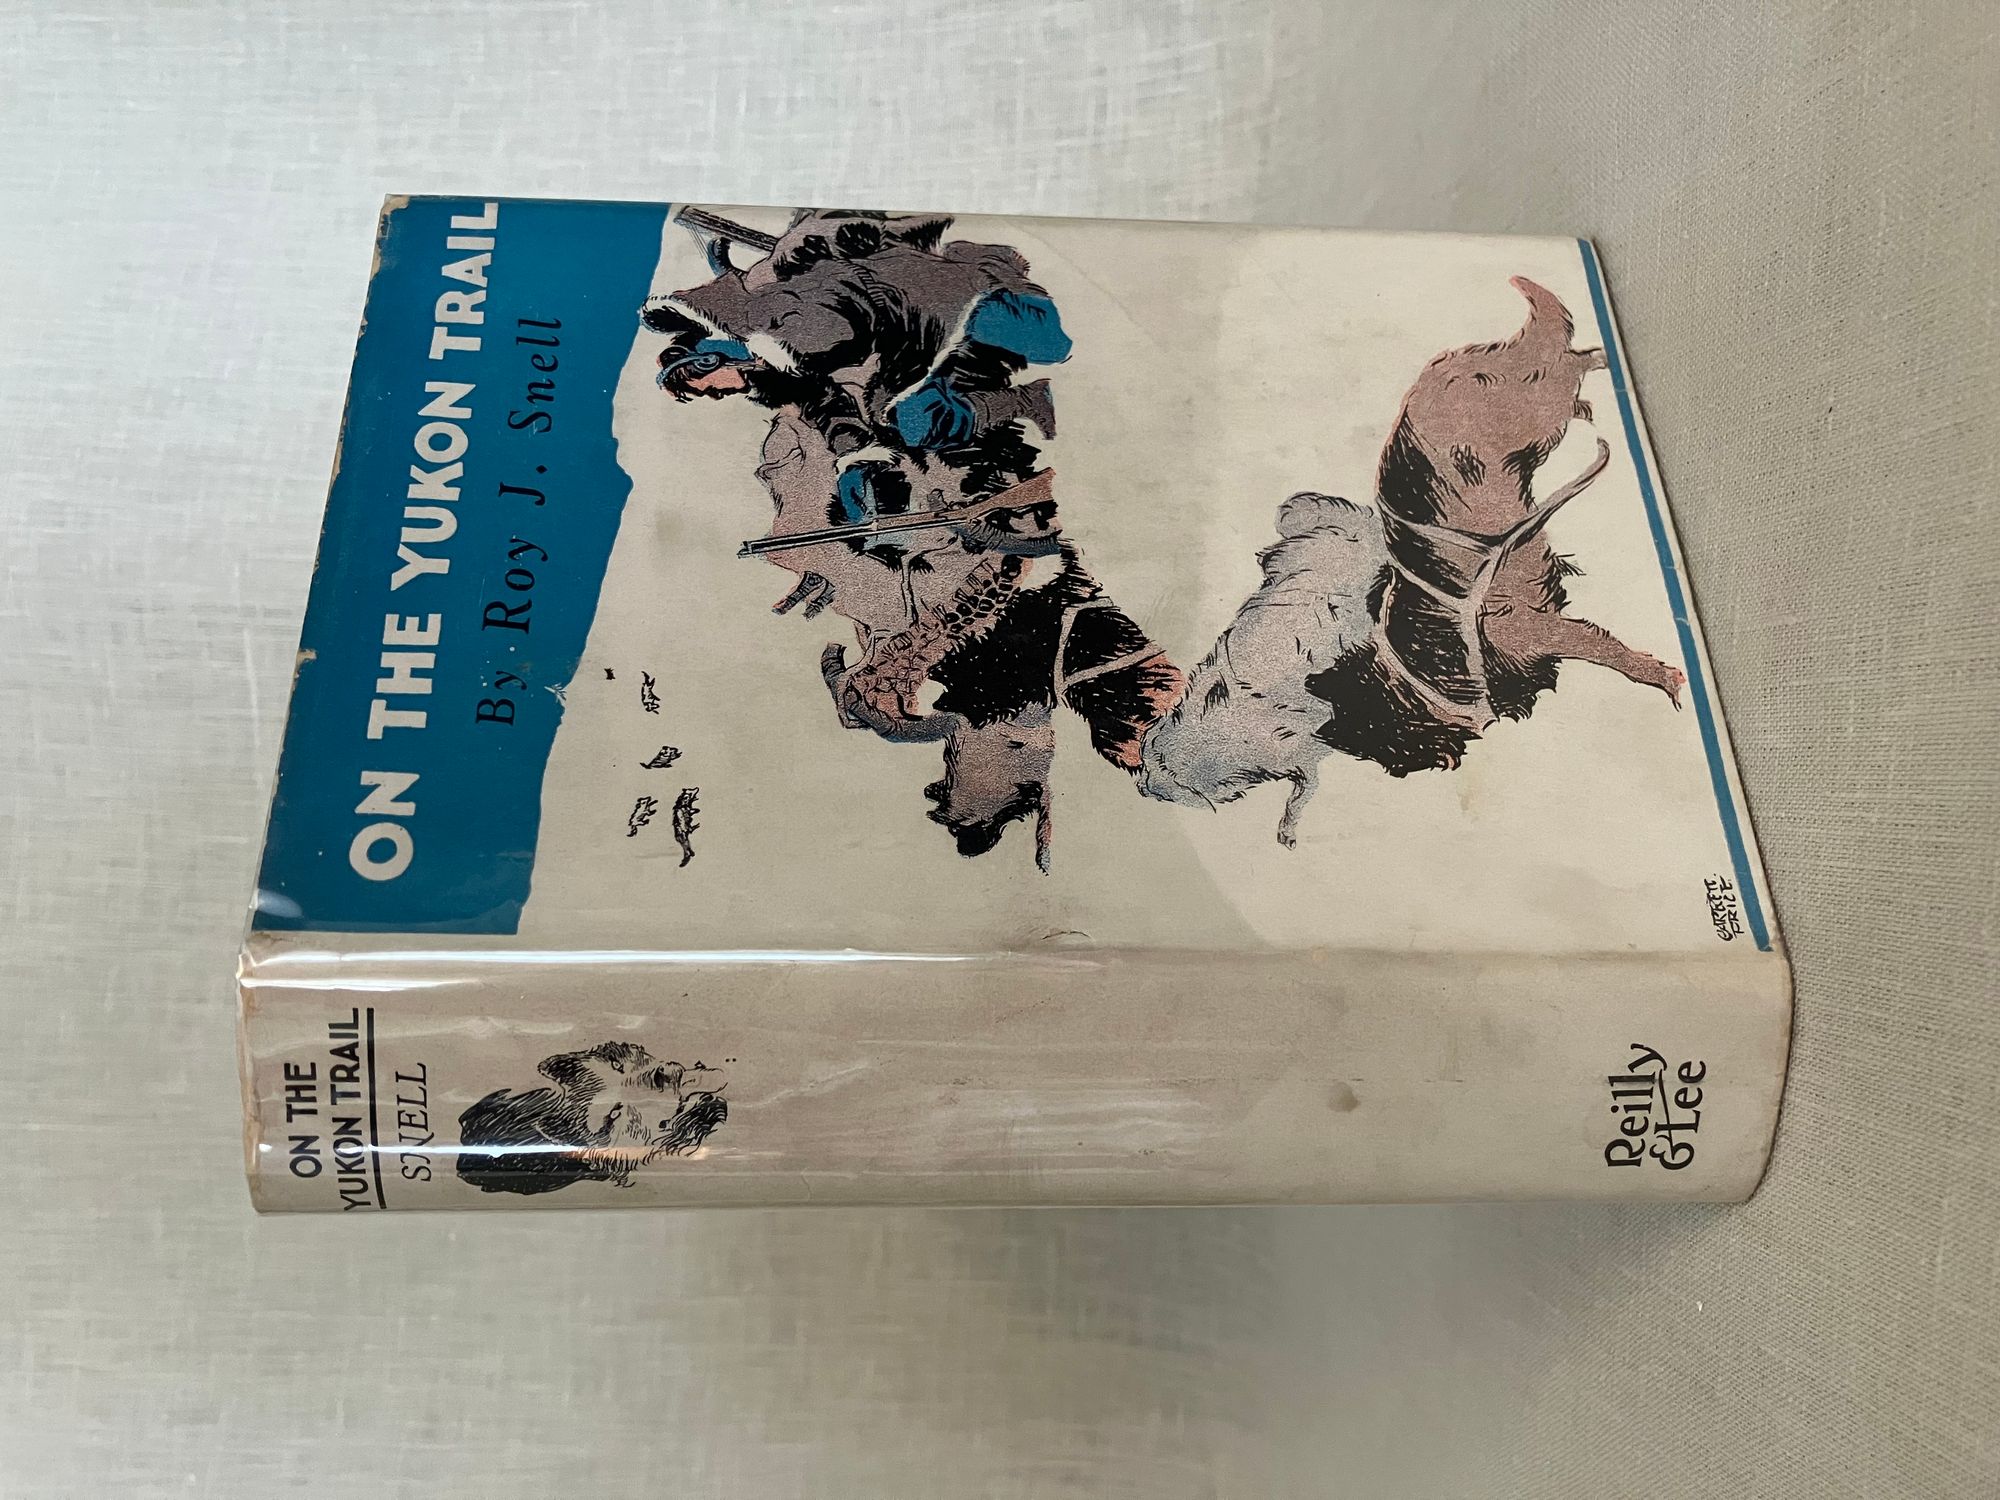 ON THE YUKON TRAIL
By Roy J. Snell
GARRETT
PRICE.
ON THE
YUKON TRAIL
SNELL
Reilly
& Lee